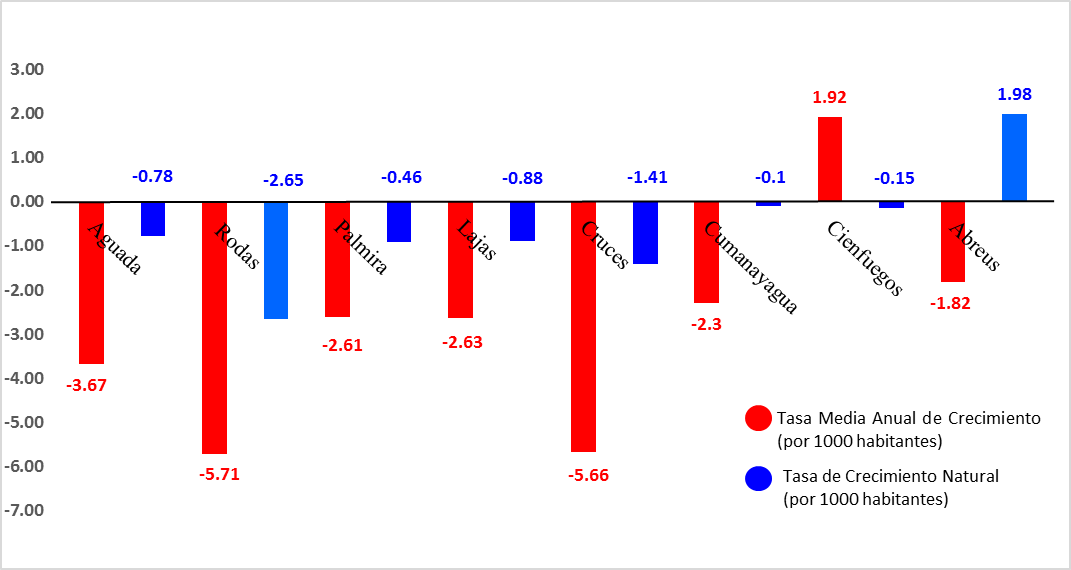 3.00
2.00
1.00
0.00
-1.00
-2.00
-3.00
-4.00
-5.00
-6.00
-7.00
-0.78
-2.65
-0.46
-0.88
-1.41
-0.1
1.92
-0.15
1.98
Aguada
Rodas
Palmira
Lajas
Cruces
Cumanayagua
Cienfuegos
Abreus
-3.67
-5.71
-2.61
-2.63
-5.66
-2.3
-1.82
Tasa Media Anual de Crecimiento
(por 1000 habitantes)
Tasa de Crecimiento Natural
(por 1000 habitantes)